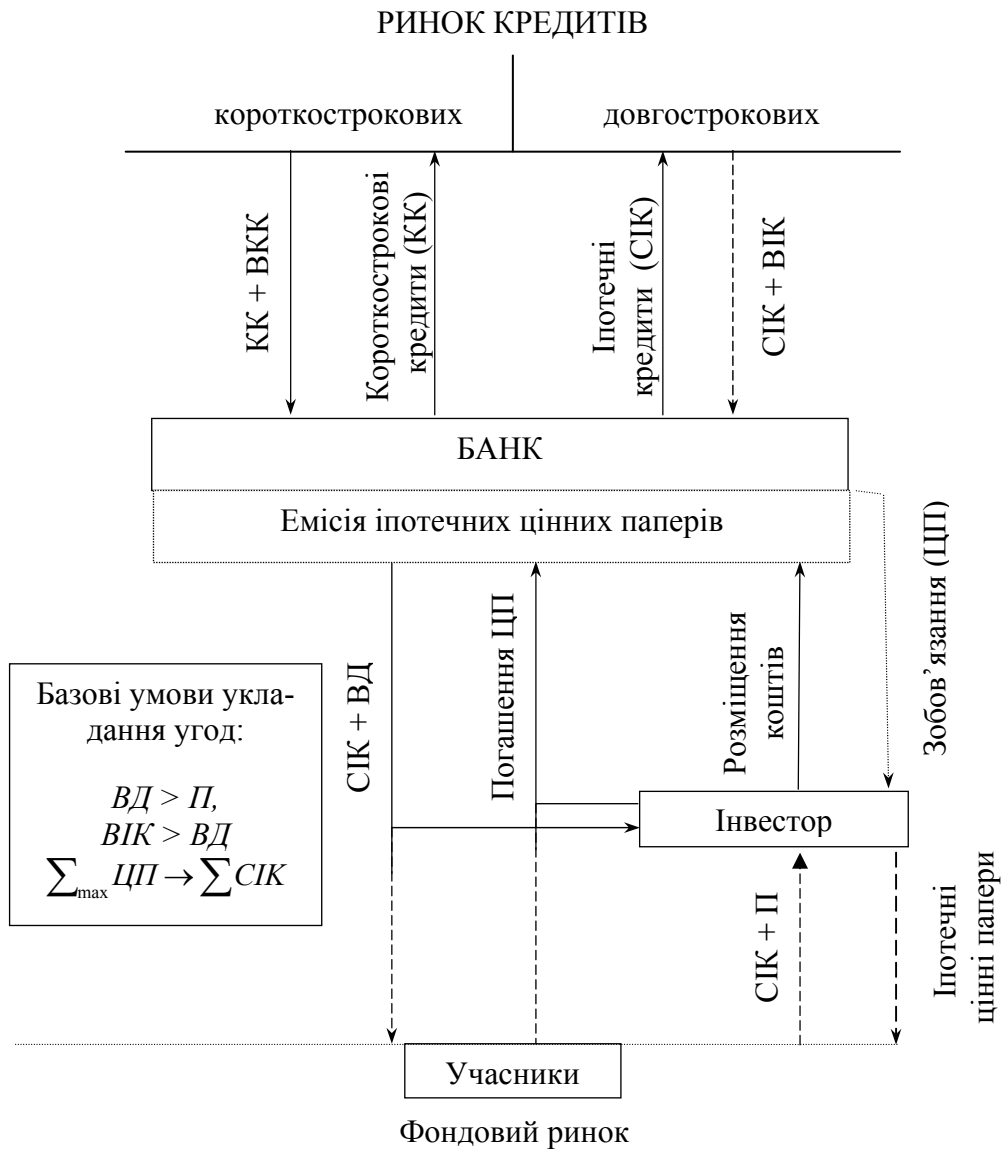 РИНОК КРЕДИТІВ
короткострокових
довгострокових
КК + ВКК
Короткострокові
кредити (КК)
Іпотечні
кредити (СІК)
СІК + ВІК
БАНК
Емісія іпотечних цінних паперів
Зобов’язання (ЦП)
СІК + ВД
Погашення ЦП
Розміщення
коштів
Базові умови укла-
дання угод:
ВД > П,
ВІК > ВД
∑max ЦП → ∑ СІК
Інвестор
СІК + П
Іпотечні
цінні папери
Учасники
Фондовий ринок